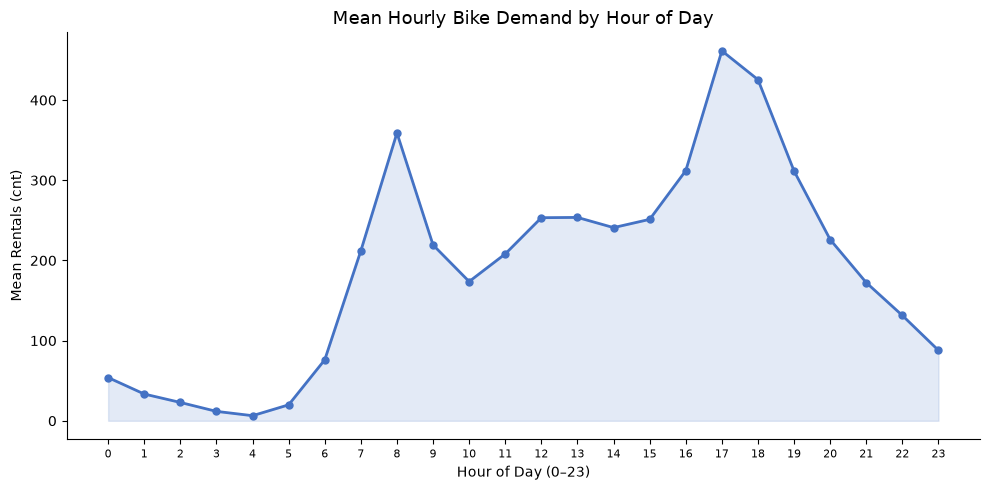 Mean Hourly Bike Demand by Hour of Day
Mean Rentals (cnt)
400
300
200
100
0
0 1 2 3 4 5 6 7 8 9 10 11 12 13 14 15 16 17 18 19 20 21 22 23
Hour of Day (0–23)